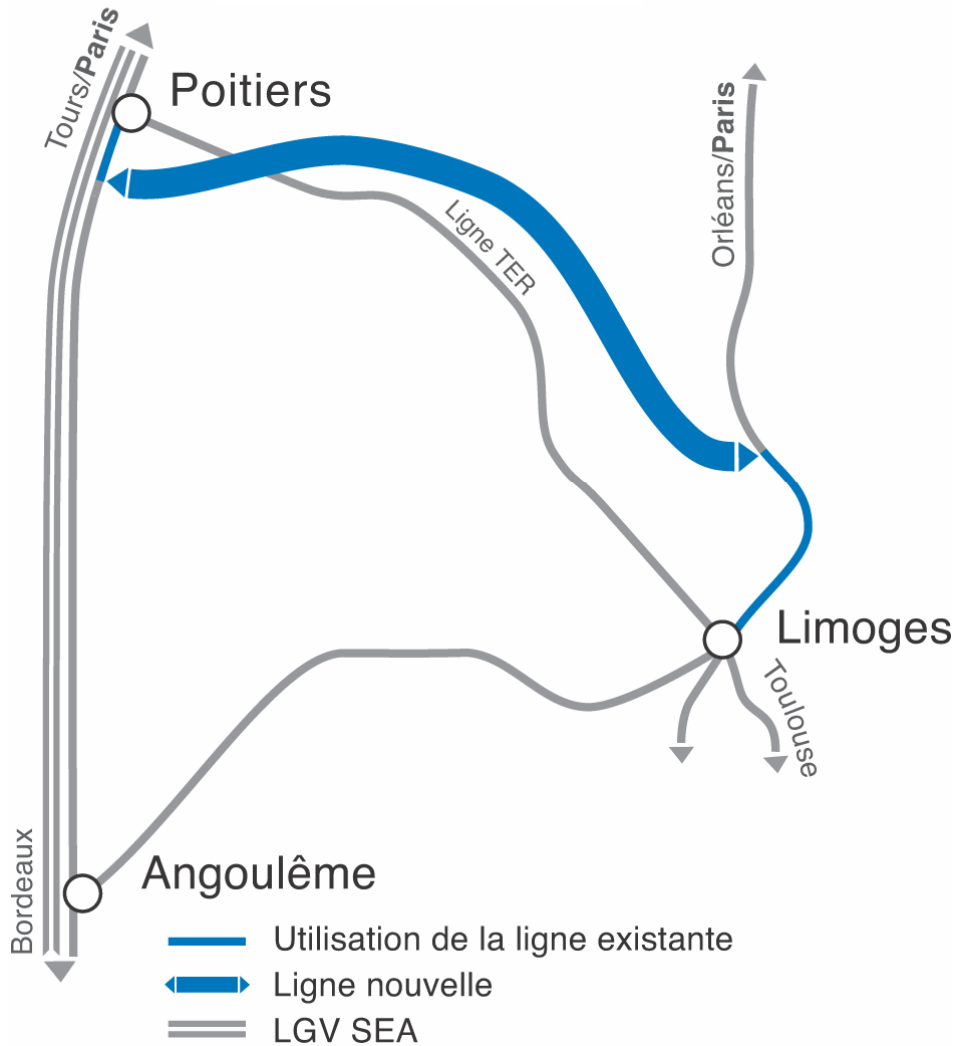 Tours/Paris
Poitiers
Orléans/Paris
Ligne TER
Limoges
Toulouse
Bordeaux
Angoulême
Utilisation de la ligne existante
Ligne nouvelle
LGV SEA